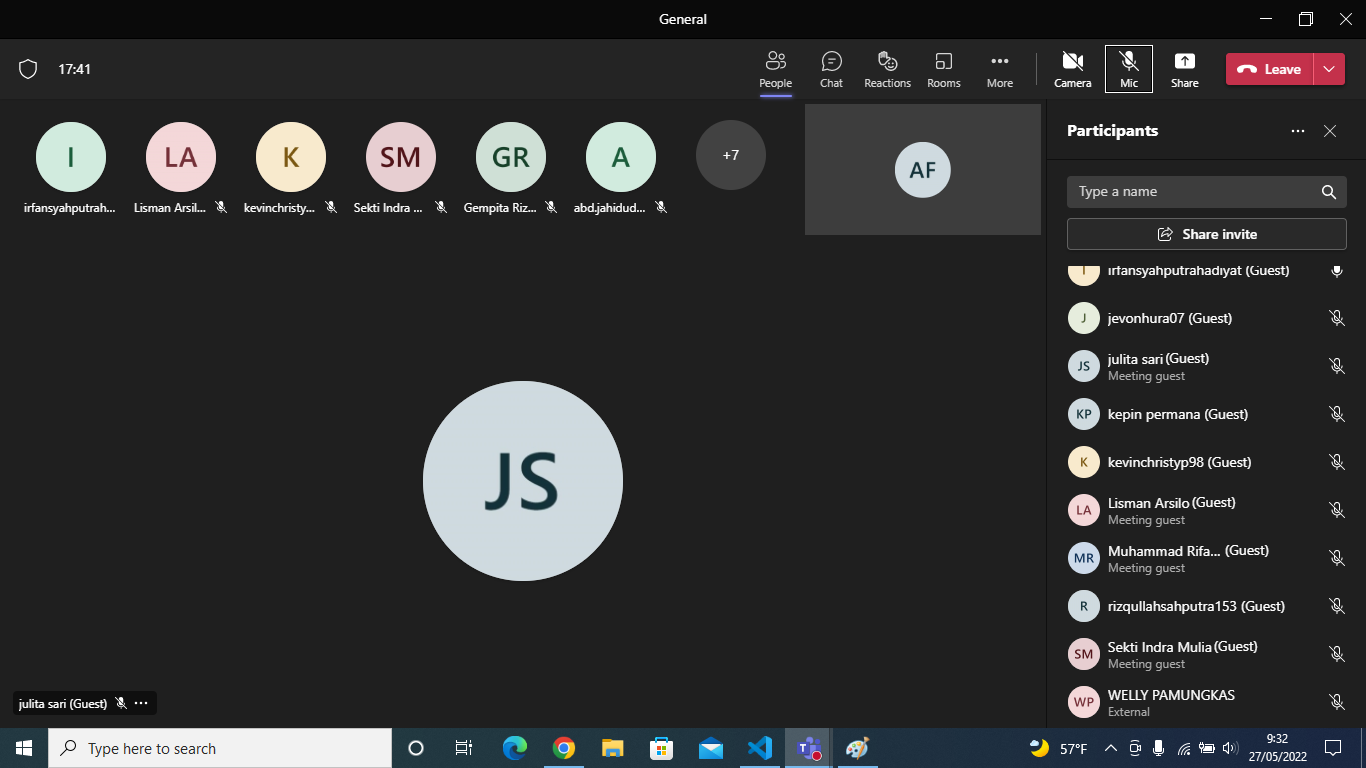 General
17:41
People
Chat
Reactions
Rooms
More
Camera
Mic
Share
Leave
I
LA
K
SM
GR
A
+7
irfansyahputrah...
Lisman Arsil...
kevinchristy...
Sekti Indra ...
Gempita Riz...
abd.jahidud...
AF
JS
julita sari (Guest)
Participants
Type a name
Share invite
I
irfansyahputrahadiyat (Guest)
J
jevonhura07 (Guest)
JS
julita sari (Guest)
Meeting guest
KP
kepin permana (Guest)
K
kevinchristyp98 (Guest)
LA
Lisman Arsilo (Guest)
Meeting guest
MR
Muhammad Rifa... (Guest)
Meeting guest
R
rizqullahsahputra153 (Guest)
SM
Sekti Indra Mulia (Guest)
Meeting guest
WP
WELLY PAMUNGKAS
External
Type here to search
57°F
9:32
27/05/2022